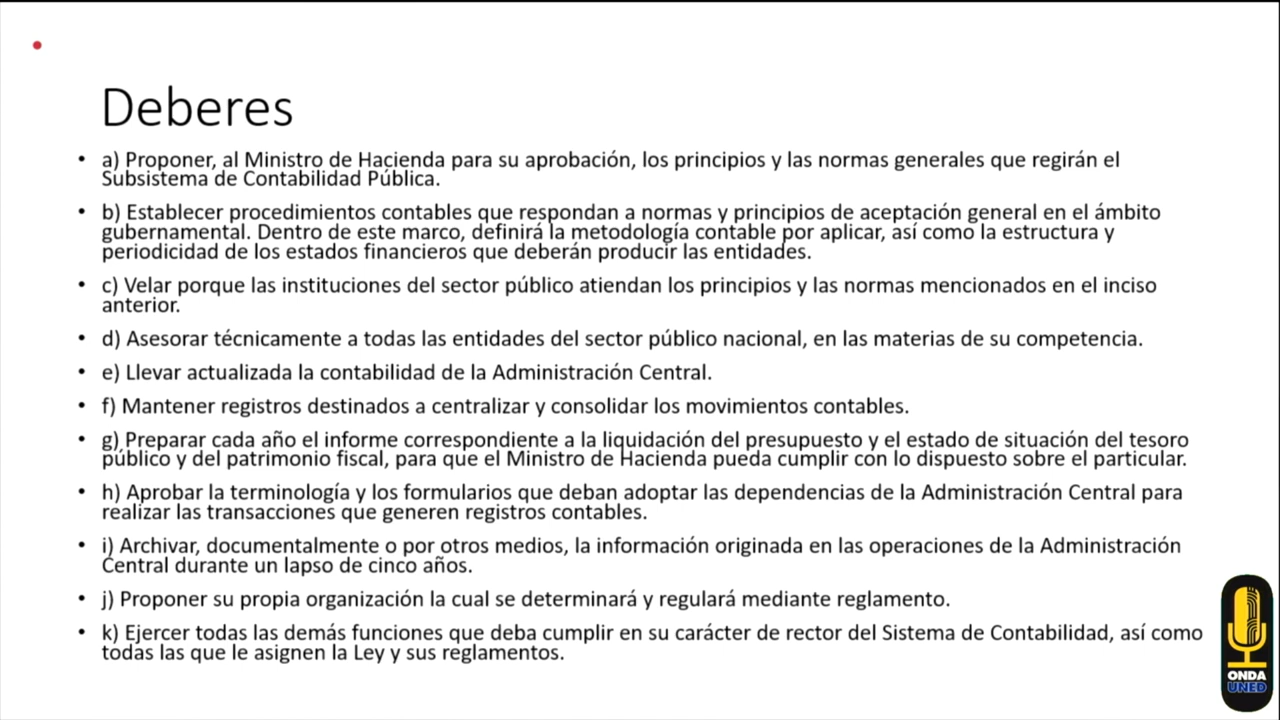 Deberes
• a) Proponer, al Ministro de Hacienda para su aprobación, los principios y las normas generales que regirán el
Subsistema de Contabilidad Pública.
• b) Establecer procedimientos contables que respondan a normas y principios de aceptación general en el ámbito
gubernamental. Dentro de este marco, definirá la metodología contable por aplicar, así como la estructura y
periodicidad de los estados financieros que deberán producir las entidades.
• c) Velar porque las instituciones del sector público atiendan los principios y las normas mencionados en el inciso
anterior.
• d) Asesorar técnicamente a todas las entidades del sector público nacional, en las materias de su competencia.
• e) Llevar actualizada la contabilidad de la Administración Central.
• f) Mantener registros destinados a centralizar y consolidar los movimientos contables.
• g) Preparar cada año el informe correspondiente a la liquidación del presupuesto y el estado de situación del tesoro
público y del patrimonio fiscal, para que el Ministro de Hacienda pueda cumplir con lo dispuesto sobre el particular.
• h) Aprobar la terminología y los formularios que deban adoptar las dependencias de la Administración Central para
realizar las transacciones que generen registros contables.
• i) Archivar, documentalmente o por otros medios, la información originada en las operaciones de la Administración
Central durante un lapso de cinco años.
• j) Proponer su propia organización la cual se determinará y regulará mediante reglamento.
• k) Ejercer todas las demás funciones que deba cumplir en su carácter de rector del Sistema de Contabilidad, así como
todas las que le asignen la Ley y sus reglamentos.
ONDA
UNED